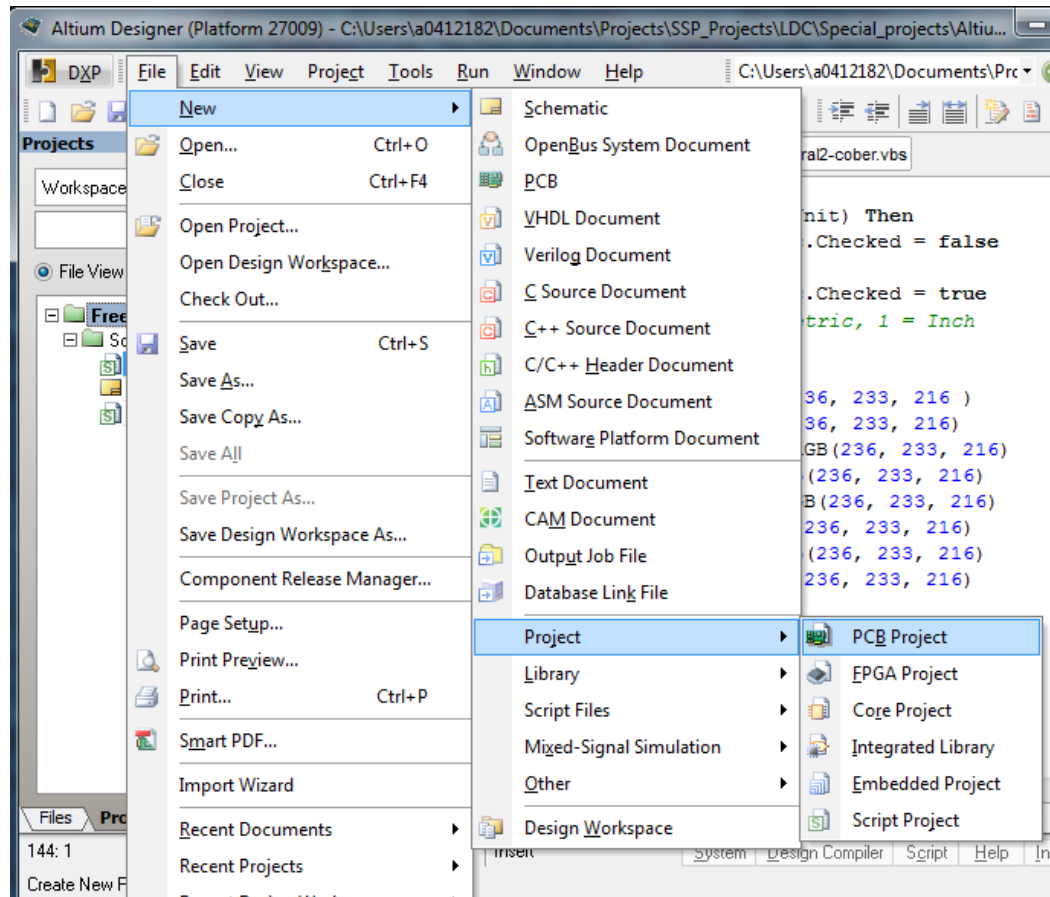 Altium Designer (Platform 27009) - C:\Users\a0412182\Documents\Projects\SSP_Projects\LDC\Special_projects\Altiu...
DXP File Edit View Project Tools Run Window Help C:\Users\a0412182\Documents\Prc
Projects
Workspace
File View
Free
Sc
New
Open... Ctrl+O
Close Ctrl+F4
Open Project...
Open Design Workspace...
Check Out...
Save Ctrl+S
Save As...
Save Copy As...
Save All
Save Project As...
Save Design Workspace As...
Component Release Manager...
Page Setup...
Print Preview...
Print... Ctrl+P
Smart PDF...
Import Wizard
Recent Documents
Recent Projects
Schematic
OpenBus System Document
PCB
VHDL Document
Verilog Document
C Source Document
C++ Source Document
C/C++ Header Document
ASM Source Document
Software Platform Document
Text Document
CAM Document
Output Job File
Database Link File
Project
Library
Script Files
Mixed-Signal Simulation
Other
Design Workspace
PCB Project
FPGA Project
Core Project
Integrated Library
Embedded Project
Script Project
ral2-cober.vbs
nit) Then
.Checked = false
.Checked = true
tric, 1 = Inch
36, 233, 216 )
36, 233, 216)
GB(236, 233, 216)
(236, 233, 216)
B(236, 233, 216)
236, 233, 216)
(236, 233, 216)
236, 233, 216)
Files Pro
144: 1 Insert System Design Compiler Script Help In
Create New F